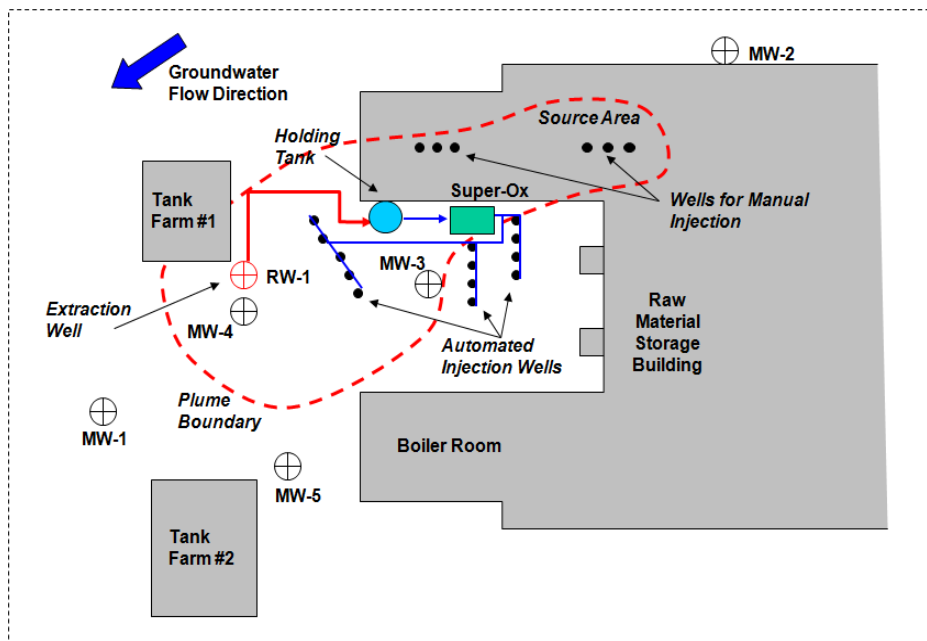 MW-2
Groundwater
Flow Direction
Source Area
Holding
Tank
Super-Ox
Wells for Manual
Injection
Tank
Farm #1
MW-3
RW-1
Extraction
Well
MW-4
Raw
Material
Storage
Building
Automated
Injection Wells
Plume
Boundary
MW-1
Boiler Room
MW-5
Tank
Farm #2